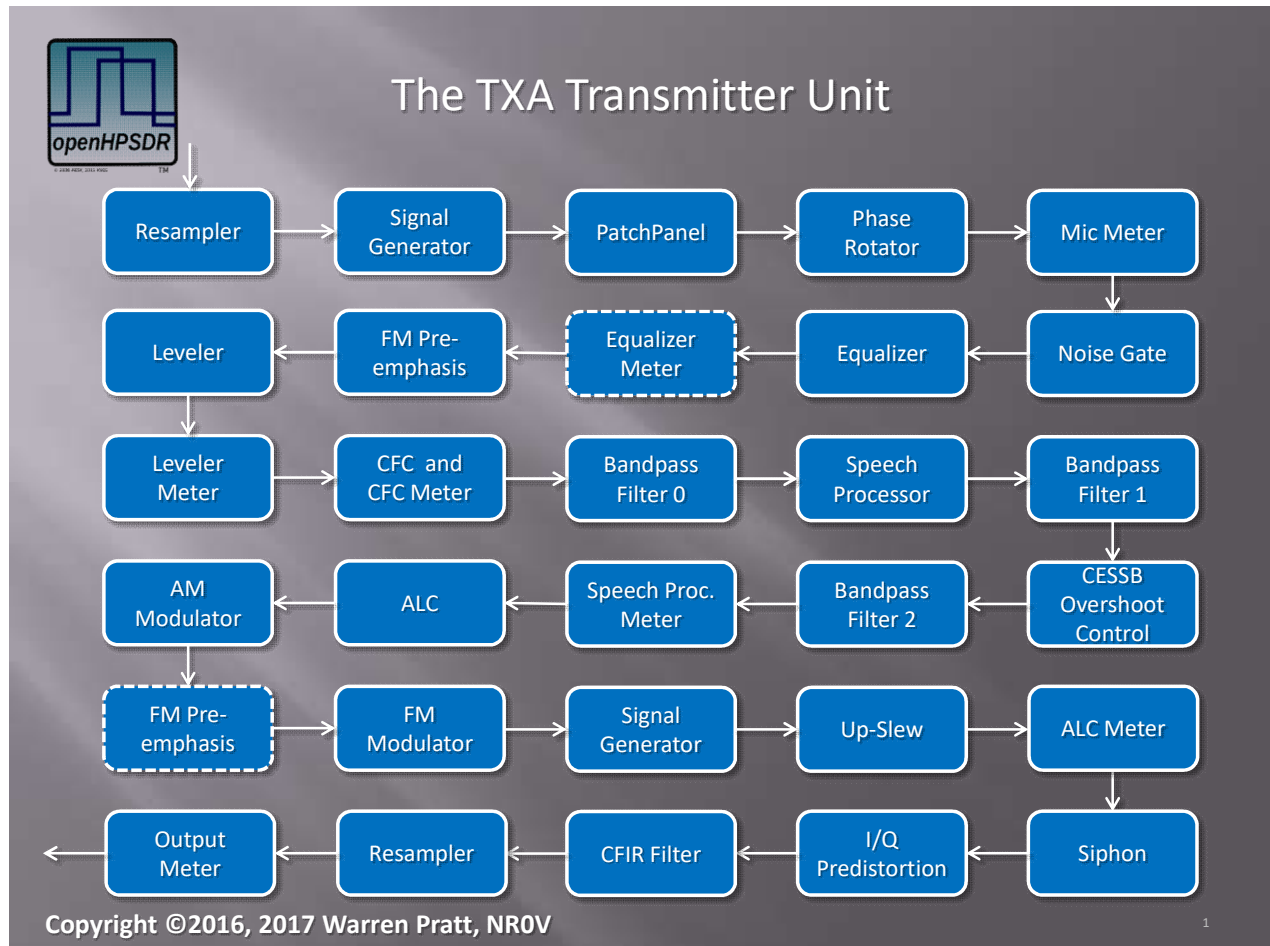 The TXA Transmitter Unit
openHPSDR
TM
Resampler
Signal
Generator
PatchPanel
Phase
Rotator
Mic Meter
Noise Gate
Equalizer
Equalizer
Meter
FM Pre-
emphasis
Leveler
Leveler
Meter
CFC and
CFC Meter
Bandpass
Filter 0
Speech
Processor
Bandpass
Filter 1
CESSB
Overshoot
Control
Bandpass
Filter 2
Speech Proc.
Meter
ALC
AM
Modulator
FM Pre-
emphasis
FM
Modulator
Signal
Generator
Up-Slew
ALC Meter
Siphon
I/Q
Predistortion
CFIR Filter
Resampler
Output
Meter
Copyright ©2016, 2017 Warren Pratt, NR0V
1